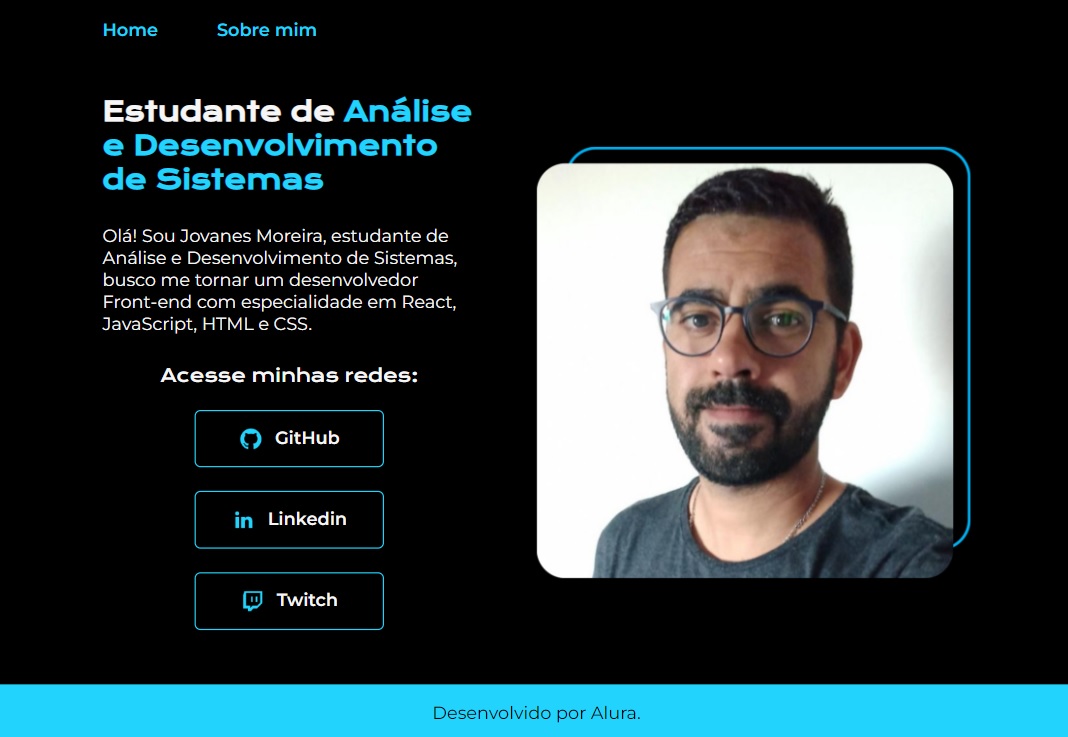 Home
Sobre mim
Estudante de Análise
e Desenvolvimento
de Sistemas
Olá! Sou Jovanes Moreira, estudante de
Análise e Desenvolvimento de Sistemas,
busco me tornar um desenvolvedor
Front-end com especialidade em React,
JavaScript, HTML e CSS.
Acesse minhas redes:
GitHub
Linkedin
Twitch
Desenvolvido por Alura.